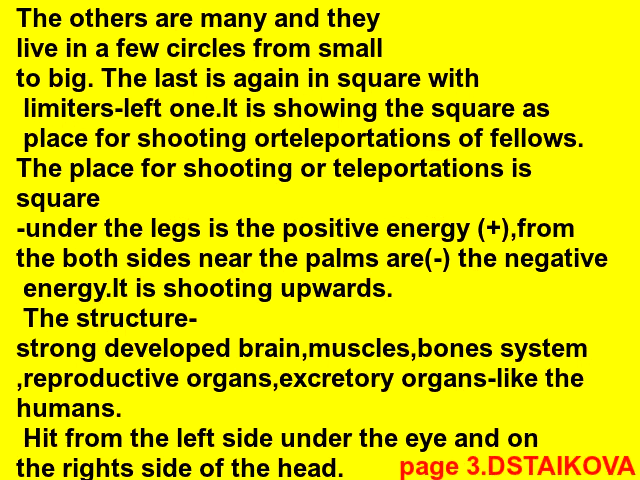 The others are many and they
live in a few circles from small
to big. The last is again in square with
limiters-left one.It is showing the square as
place for shooting orteleportations of fellows.
The place for shooting or teleportations is
square
-under the legs is the positive energy (+),from
the both sides near the palms are(-) the negative
energy.It is shooting upwards.
The structure-
strong developed brain,muscles,bones system
,reproductive organs,excretory organs-like the
humans.
Hit from the left side under the eye and on
the rights side of the head.
page 3.DSTAIKOVA